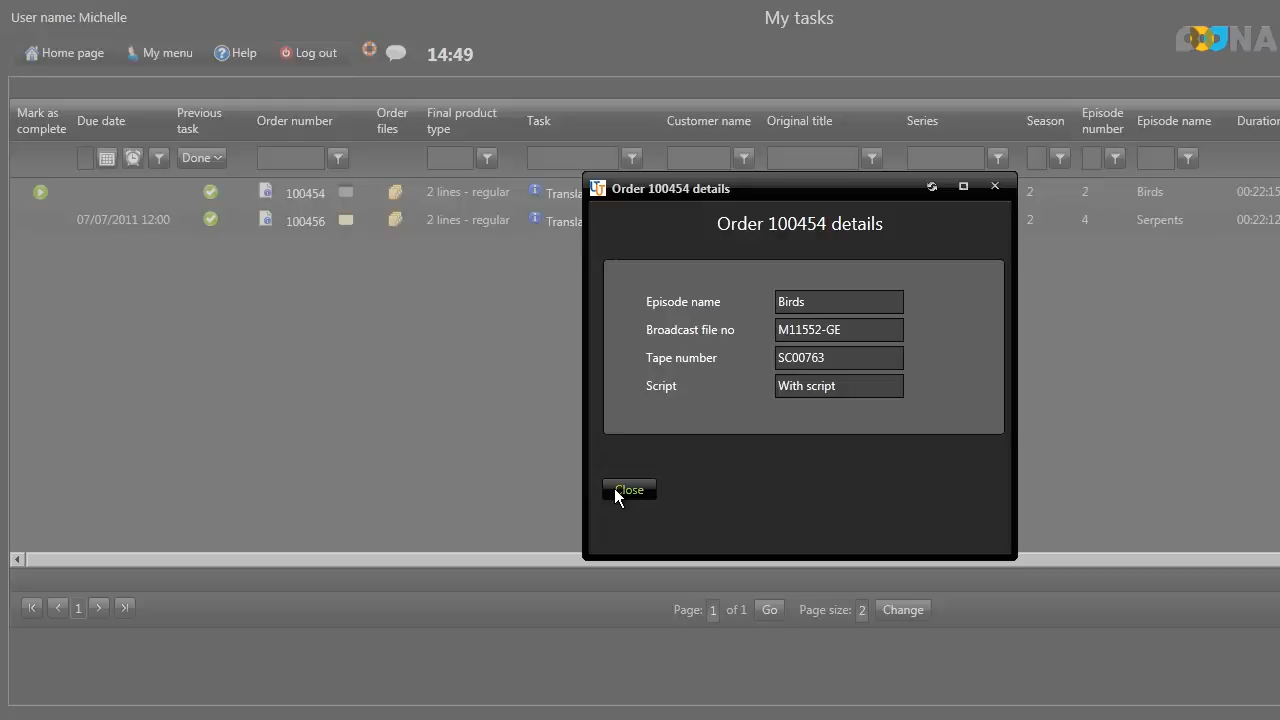 User name: Michelle
My tasks
Home page My menu Help Log out 14:49
Mark as complete Due date Previous task Order number Order files Final product type Task Customer name Original title Series Season Episode number Episode name Duration
Done
100454 2 lines - regular Transla 2 2 Birds 00:22:15
07/07/2011 12:00 100456 2 lines - regular Transla 2 4 Serpents 00:22:12
Order 100454 details
Order 100454 details
Episode name Birds
Broadcast file no M11552-GE
Tape number SC00763
Script With script
Close
1 Page: 1 of 1 Go Page size: 2 Change